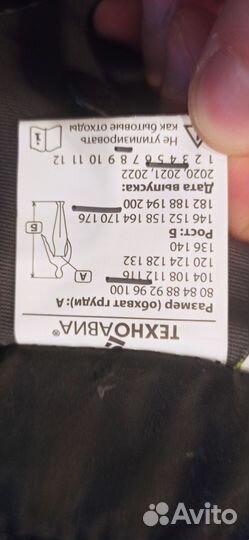 ТЕХНОАВИА®
Размер (обхват груди): А
80 84 88 92 96 100
104 108 112 116
120 124 128 132
136 140
А
Б
Рост: Б
146 152 158 164 170 176
182 188 194 200
Дата выпуска:
2020, 2021, 2022
1 2 3 4 5 6 7 8 9 10 11 12
Не утилизировать
как бытовые отходы
i
Avito